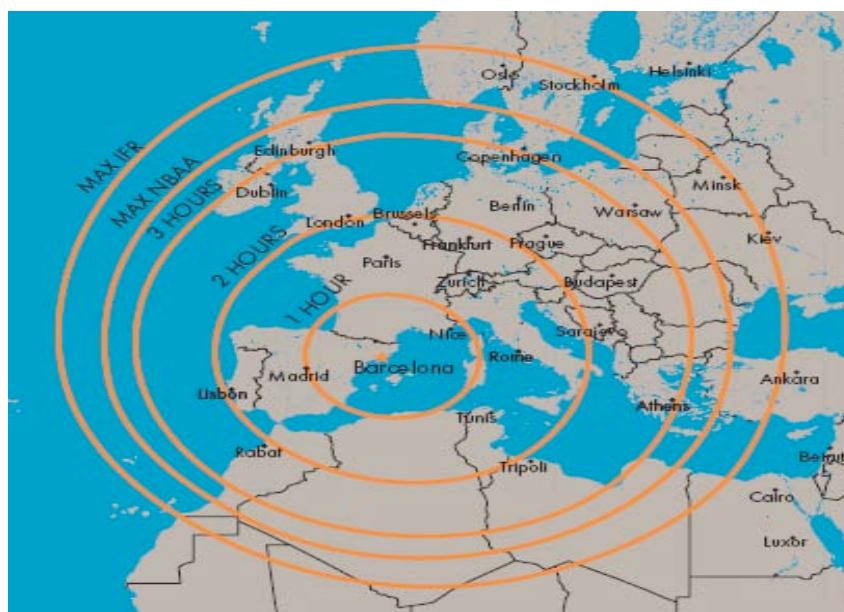 Oslo
Stockholm
Helsinki
MAX IFR
MAX NBAA
3 HOURS
2 HOURS
1 HOUR
Edinburgh
Copenhagen
Dublin
Minsk
London
Brussels
Berlin
Warsaw
Frankfurt
Prague
Kiev
Paris
Zurich
Budapest
Nice
Sarajevo
Rome
Barcelona
Madrid
Lisbon
Ankara
Athens
Tunis
Rabat
Tripoli
Beirut
Cairo
Luxor